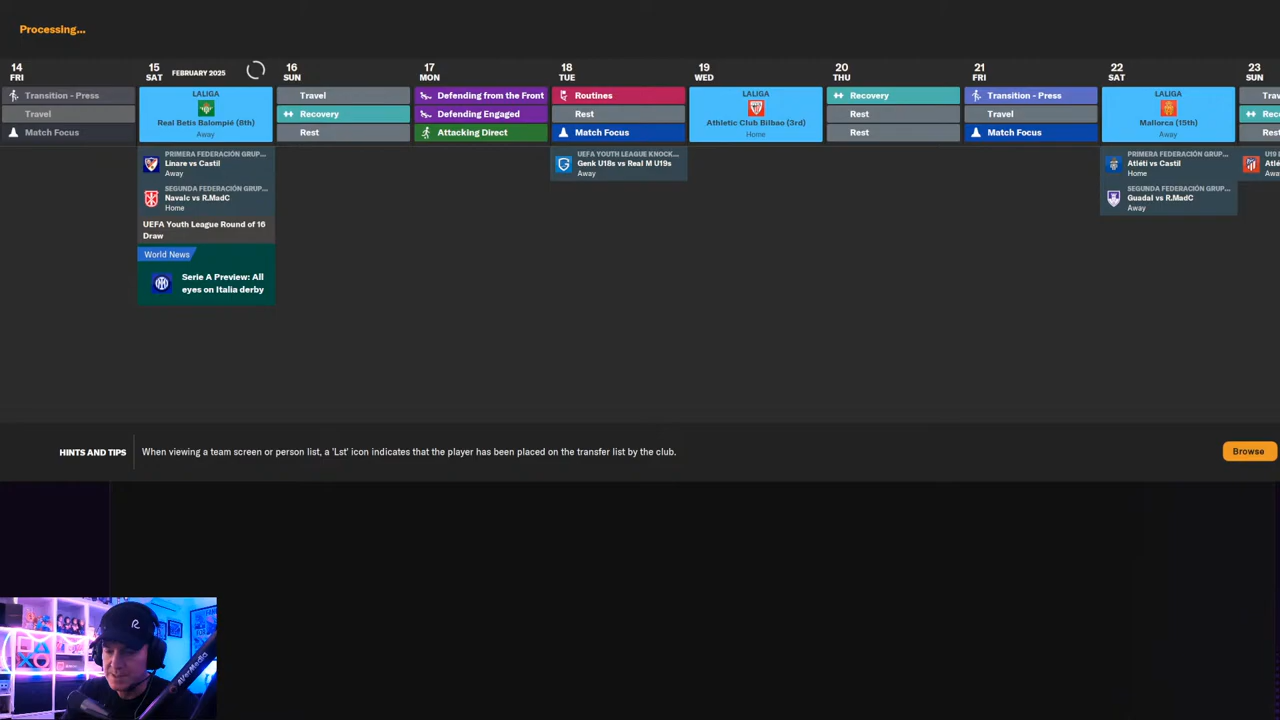 Processing...
14
FRI
15
SAT
FEBRUARY 2025
16
SUN
17
MON
18
TUE
19
WED
20
THU
21
FRI
22
SAT
23
SUN
Transition - Press
Travel
Match Focus
LALIGA
Real Betis Balompié (8th)
Away
Travel
Recovery
Rest
Defending from the Front
Defending Engaged
Attacking Direct
Routines
Rest
Match Focus
LALIGA
Athletic Club Bilbao (3rd)
Home
Recovery
Rest
Rest
Transition - Press
Travel
Match Focus
LALIGA
Mallorca (15th)
Away
PRIMERA FEDERACIÓN GRUP...
Linare vs Castil
Away
SEGUNDA FEDERACIÓN GRUP...
Navalc vs R.MadC
Home
UEFA Youth League Round of 16
Draw
World News
Serie A Preview: All
eyes on Italia derby
UEFA YOUTH LEAGUE KNOCK...
Genk U18s vs Real M U19s
Away
PRIMERA FEDERACIÓN GRUP...
Atléti vs Castil
Home
SEGUNDA FEDERACIÓN GRUP...
Guadal vs R.MadC
Away
HINTS AND TIPS
When viewing a team screen or person list, a 'Lst' icon indicates that the player has been placed on the transfer list by the club.
Browse